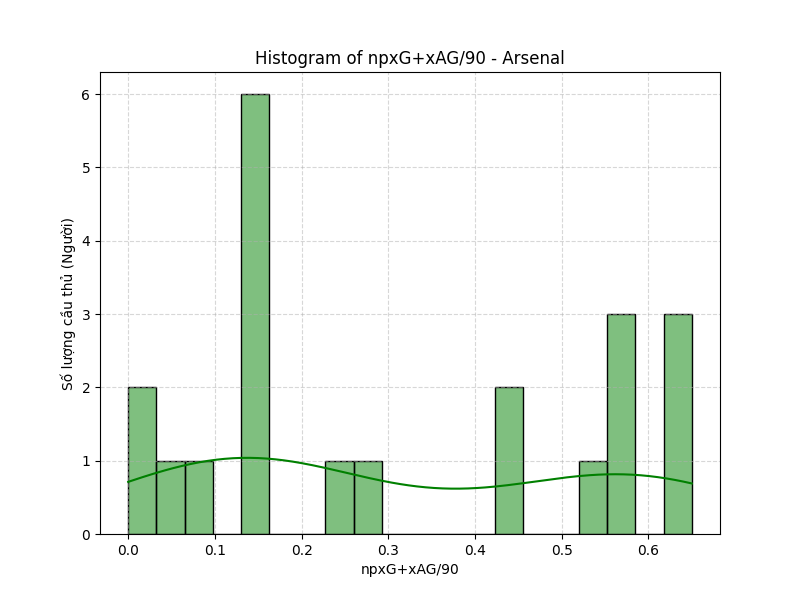 Histogram of npxG+xAG/90 - Arsenal
Số lượng cầu thủ (Người)
6
5
4
3
2
1
0
0.0 0.1 0.2 0.3 0.4 0.5 0.6
npxG+xAG/90